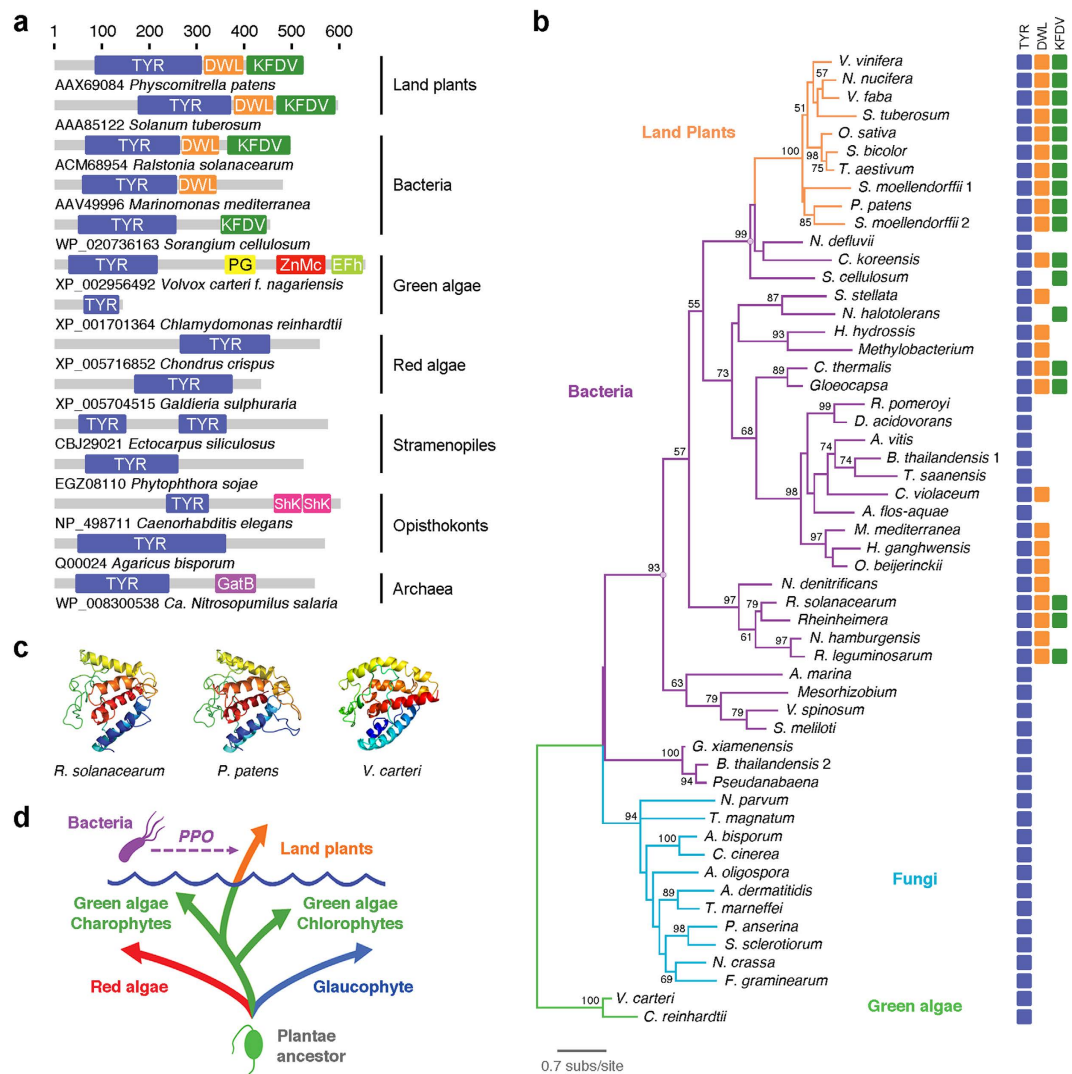 a
1 100 200 300 400 500 600
TYR DWL KFDV
AAX69084 Physcomitrella patens
TYR DWL KFDV
AAA85122 Solanum tuberosum
Land plants
TYR DWL KFDV
ACM68954 Ralstonia solanacearum
TYR DWL
AAV49996 Marinomonas mediterranea
TYR KFDV
WP_020736163 Sorangium cellulosum
Bacteria
TYR PG ZnMc EFh
XP_002956492 Volvox carteri f. nagariensis
TYR
XP_001701364 Chlamydomonas reinhardtii
Green algae
TYR
XP_005716852 Chondrus crispus
TYR
XP_005704515 Galdieria sulphuraria
Red algae
TYR TYR
CBJ29021 Ectocarpus siliculosus
TYR
EGZ08110 Phytophthora sojae
Stramenopiles
TYR ShK ShK
NP_498711 Caenorhabditis elegans
TYR
Q00024 Agaricus bisporum
Opisthokonts
TYR GatB
WP_008300538 Ca. Nitrosopumilus salaria
Archaea
b
TYR DWL KFDV
V. vinifera
57
N. nucifera
V. faba
51
S. tuberosum
Land Plants
O. sativa
100 98
S. bicolor
75
T. aestivum
S. moellendorffii 1
P. patens
85
S. moellendorffii 2
99
N. defluvii
C. koreensis
S. cellulosum
55
87
S. stellata
N. halotolerans
93
H. hydrossis
Methylobacterium
73
89
C. thermalis
Gloeocapsa
Bacteria
99
R. pomeroyi
D. acidovorans
68
74
A. vitis
74
B. thailandensis 1
57
T. saanensis
98
C. violaceum
A. flos-aquae
97
M. mediterranea
H. ganghwensis
O. beijerinckii
93
N. denitrificans
97 79
R. solanacearum
Rheinheimera
61 97
N. hamburgensis
R. leguminosarum
63
A. marina
79
Mesorhizobium
79
V. spinosum
S. meliloti
100
G. xiamenensis
B. thailandensis 2
94
Pseudanabaena
94
N. parvum
T. magnatum
100
A. bisporum
C. cinerea
A. oligospora
Fungi
89
A. dermatitidis
T. marneffei
98
P. anserina
S. sclerotiorum
N. crassa
69
F. graminearum
100
V. carteri
Green algae
C. reinhardtii
0.7 subs/site
c
R. solanacearum
P. patens
V. carteri
d
Bacteria
PPO
Land plants
Green algae
Charophytes
Green algae
Chlorophytes
Red algae
Glaucophyte
Plantae
ancestor